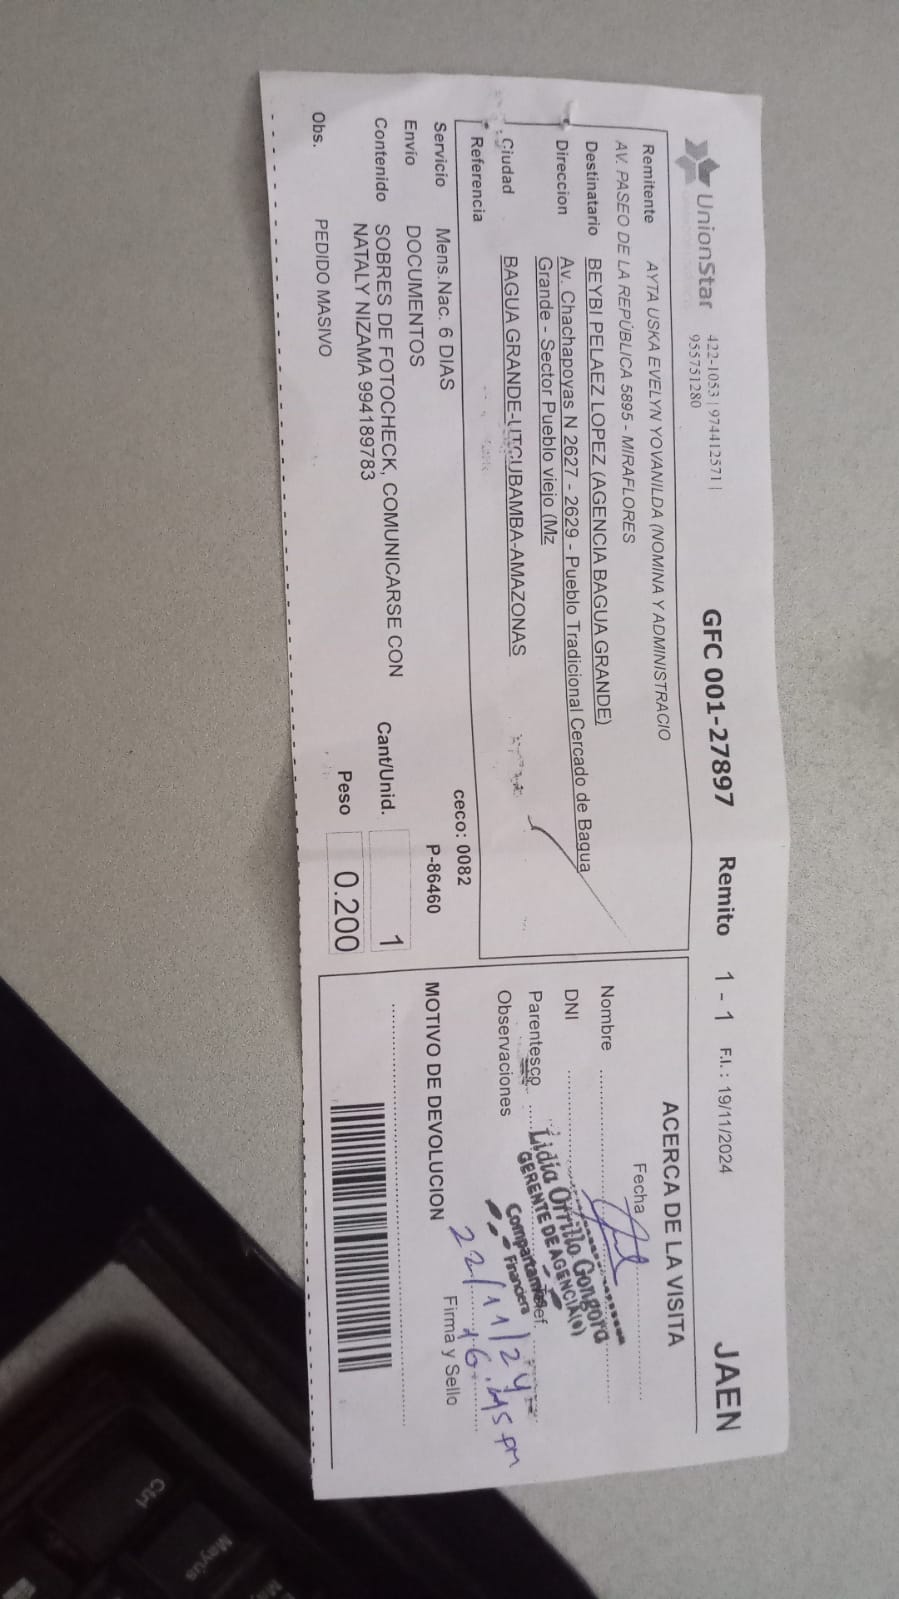 UnionStar
422-1053 | 974412571 |
955751280
GFC 001-27897
Remito 1 - 1
F.I. : 19/11/2024
JAEN
Remitente AYTA USKA EVELYN YOVANILDA (NOMINA Y ADMINISTRACIO
AV. PASEO DE LA REPÚBLICA 5895 - MIRAFLORES
Destinatario BEYBI PELAEZ LOPEZ (AGENCIA BAGUA GRANDE)
Direccion Av. Chachapoyas N 2627 - 2629 - Pueblo Tradicional Cercado de Bagua
Grande - Sector Pueblo viejo (Mz
Ciudad BAGUA GRANDE-UTCUBAMBA-AMAZONAS
Referencia
ceco: 0082
Servicio Mens.Nac. 6 DIAS
P-86460
Envío DOCUMENTOS
Contenido SOBRES DE FOTOCHECK, COMUNICARSE CON
NATALY NIZAMA 994189783
Cant/Unid. 1
Obs. PEDIDO MASIVO
Peso 0.200
ACERCA DE LA VISITA
Fecha
Nombre
DNI
Parentesco
Observaciones
Lidia Orrillo Gongora
GERENTE DE AGENCIA(e)
Compartamos
Financiera
22/11/24
16:45 pm
MOTIVO DE DEVOLUCION
Firma y Sello
Ctrl
Mayús